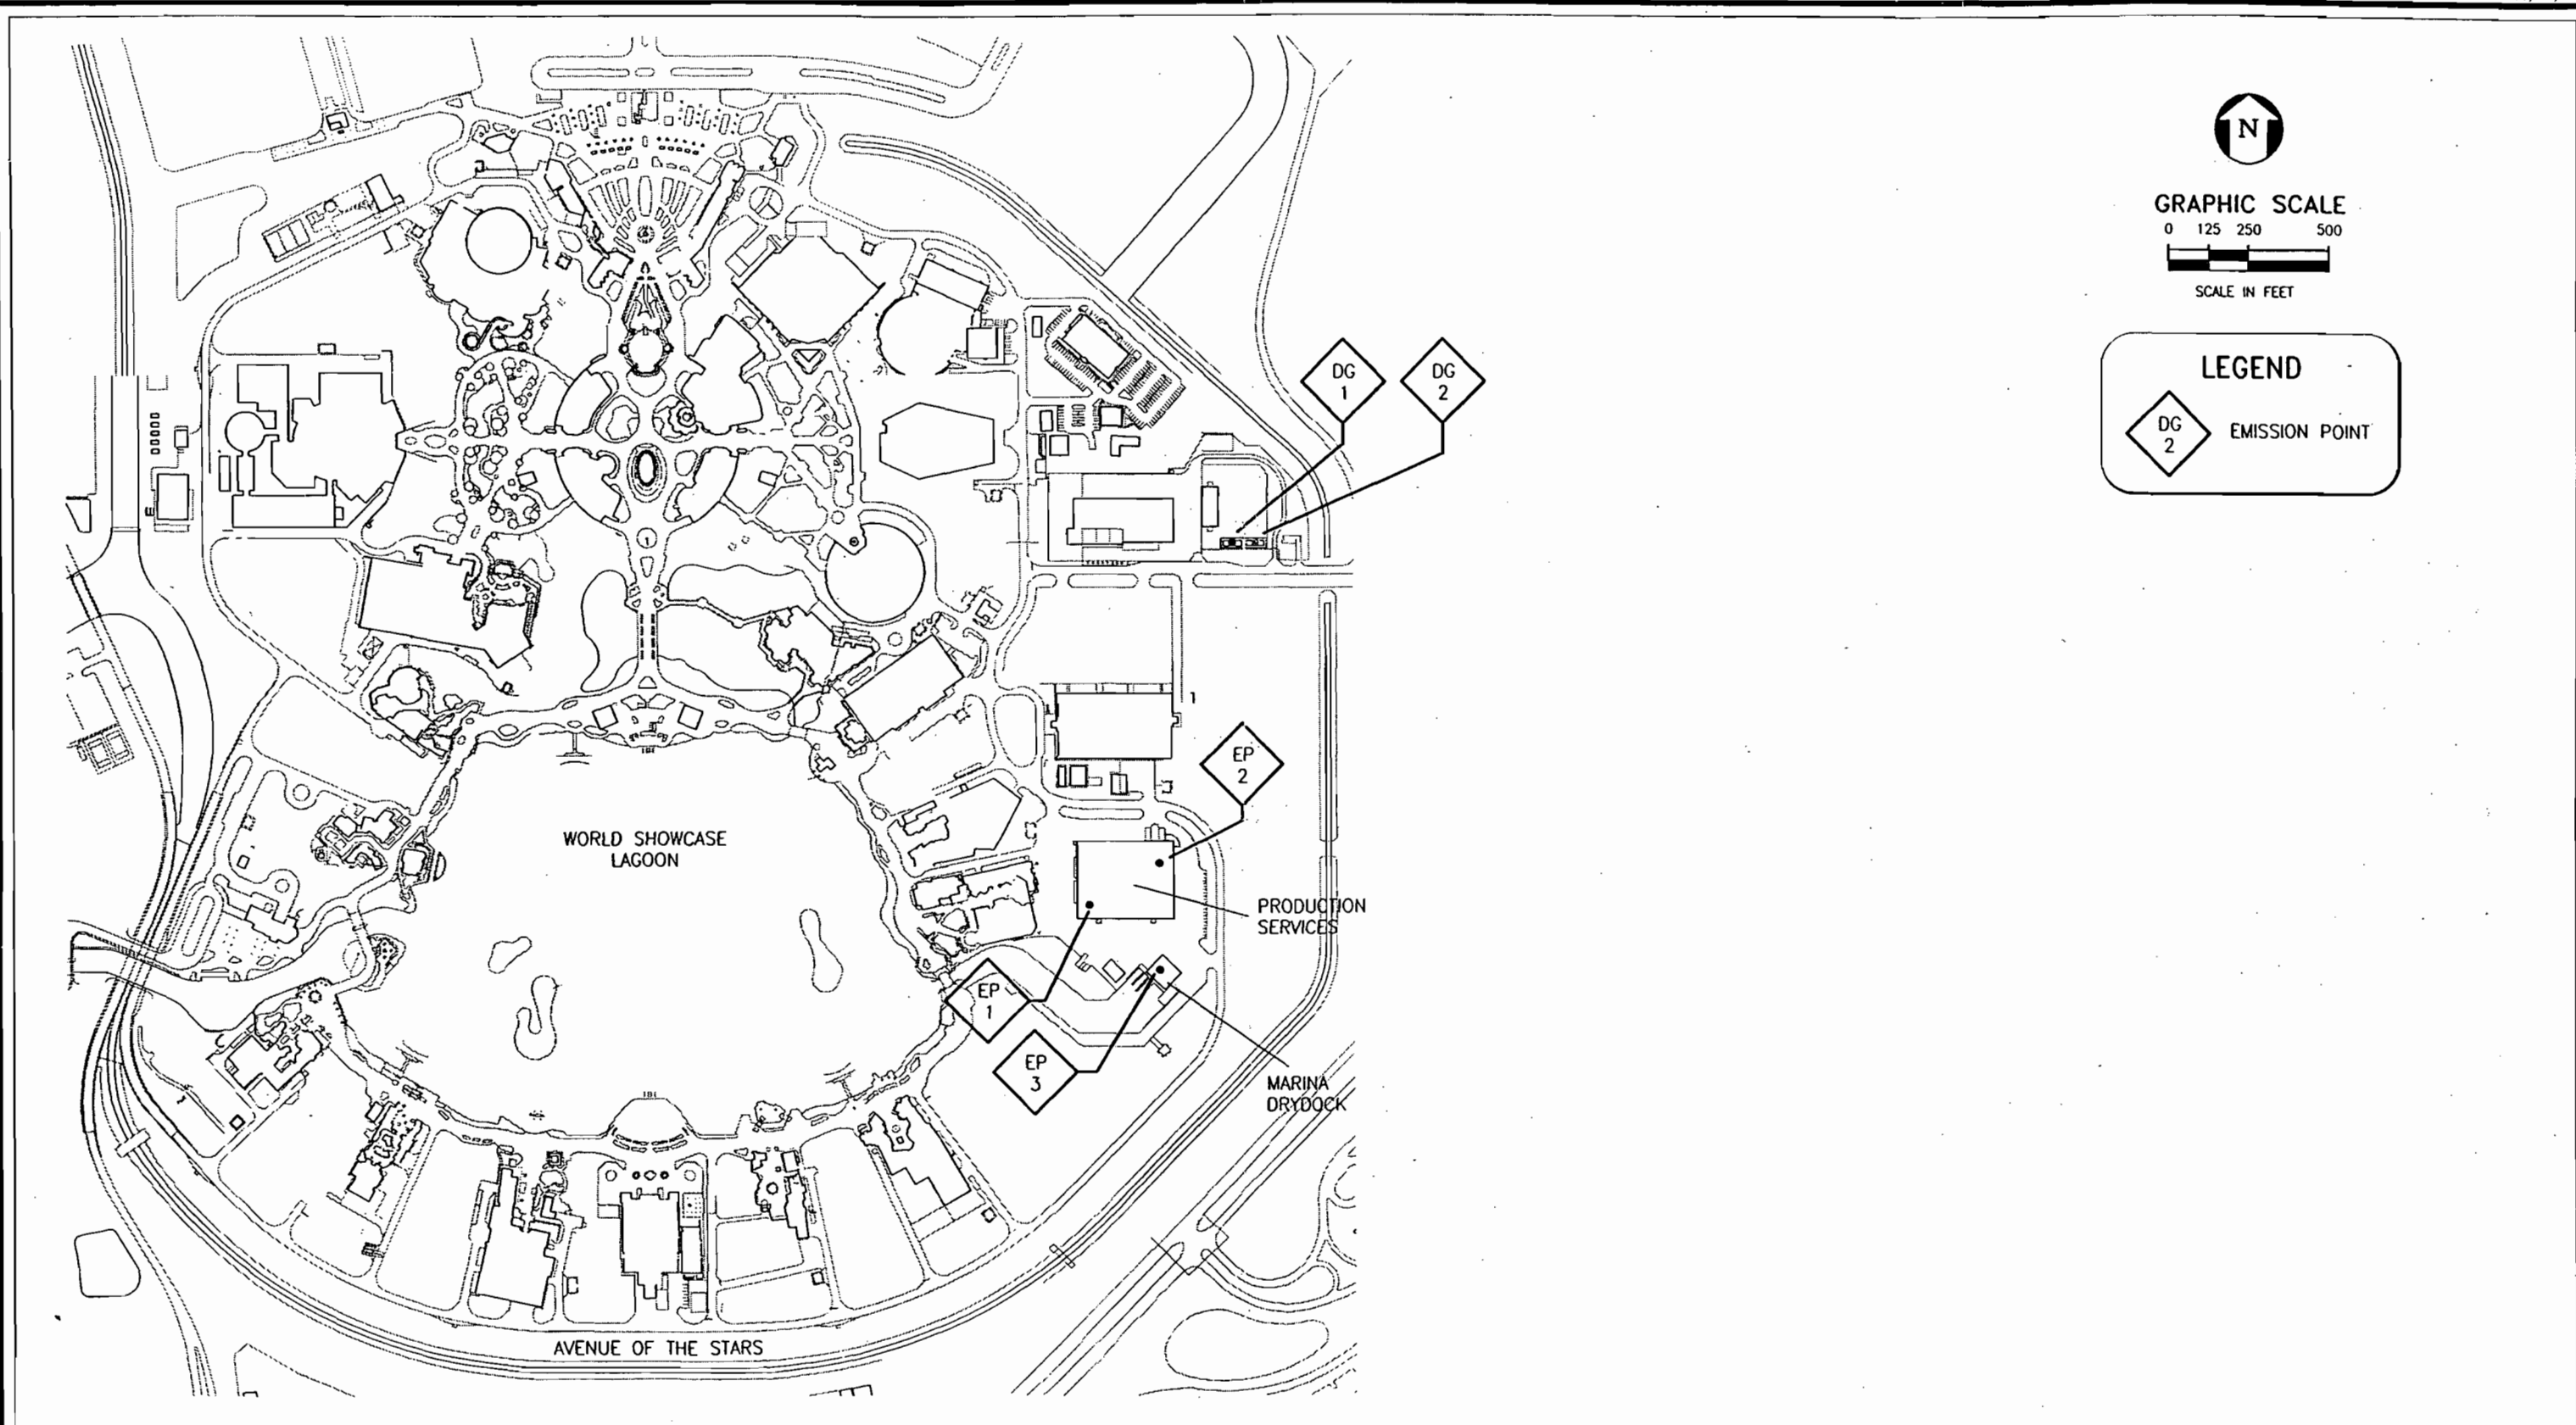 N
GRAPHIC SCALE
0 125 250 500
SCALE IN FEET
LEGEND
DG
2
EMISSION POINT
DG
1
DG
2
EP
2
WORLD SHOWCASE
LAGOON
PRODUCTION
SERVICES
EP
1
EP
3
MARINA
DRYDOCK
AVENUE OF THE STARS